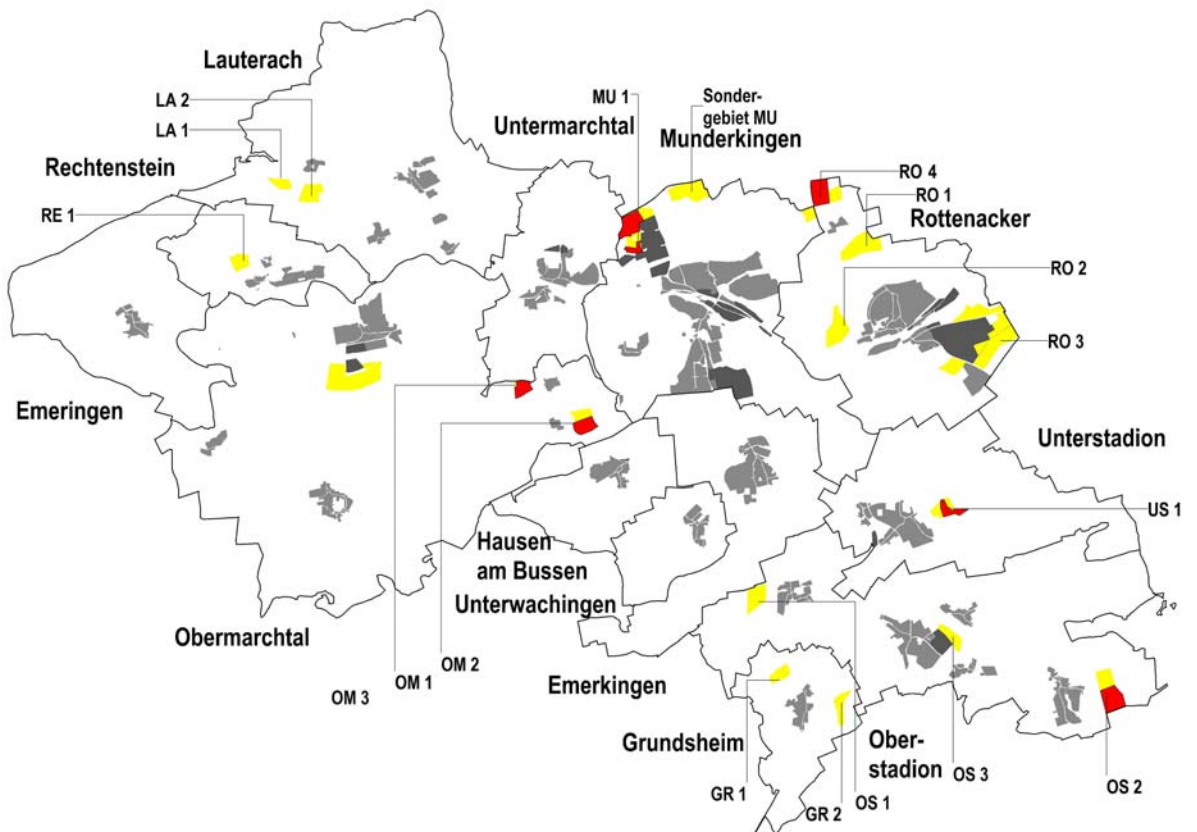 Lauterach
LA 2
LA 1
Rechtenstein
RE 1
MU 1
Untermarchtal
Sonder-
gebiet MU
Munderkingen
RO 4
RO 1
Rottenacker
RO 2
RO 3
Emeringen
Unterstadion
US 1
Hausen
am Bussen
Unterwachingen
Obermarchtal
OM 3
OM 1
OM 2
Emerkingen
Grundsheim
GR 1
GR 2
OS 1
Ober-
stadion
OS 3
OS 2